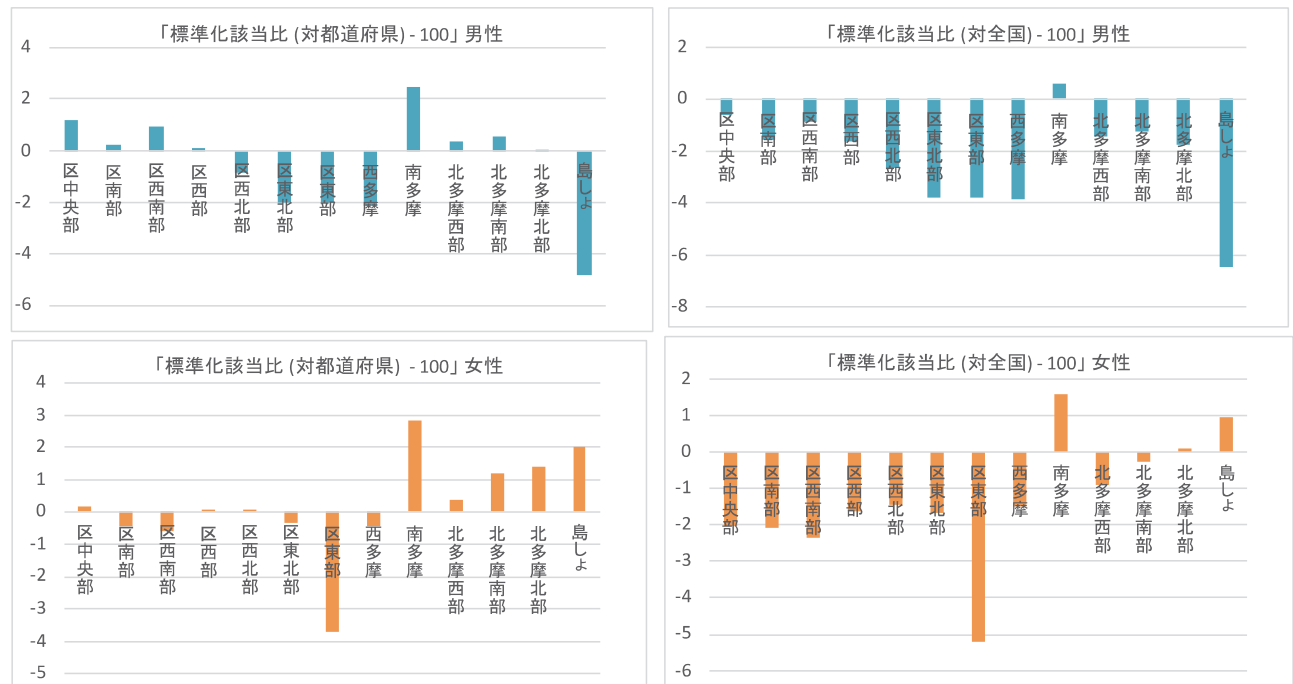 「標準化該当比 (対都道府県) - 100」 男性
4
2
0
-2
-4
-6
区中央部
区南部
区西南部
区西部
区西北部
区東北部
区東部
西多摩
南多摩
北多摩西部
北多摩南部
北多摩北部
島しょ
「標準化該当比 (対全国) - 100」 男性
2
0
-2
-4
-6
-8
区中央部
区南部
区西南部
区西部
区西北部
区東北部
区東部
西多摩
南多摩
北多摩西部
北多摩南部
北多摩北部
島しょ
「標準化該当比 (対都道府県) - 100」 女性
4
3
2
1
0
-1
-2
-3
-4
-5
区中央部
区南部
区西南部
区西部
区西北部
区東北部
区東部
西多摩
南多摩
北多摩西部
北多摩南部
北多摩北部
島しょ
「標準化該当比 (対全国) - 100」 女性
2
1
0
-1
-2
-3
-4
-5
-6
区中央部
区南部
区西南部
区西部
区西北部
区東北部
区東部
西多摩
南多摩
北多摩西部
北多摩南部
北多摩北部
島しょ